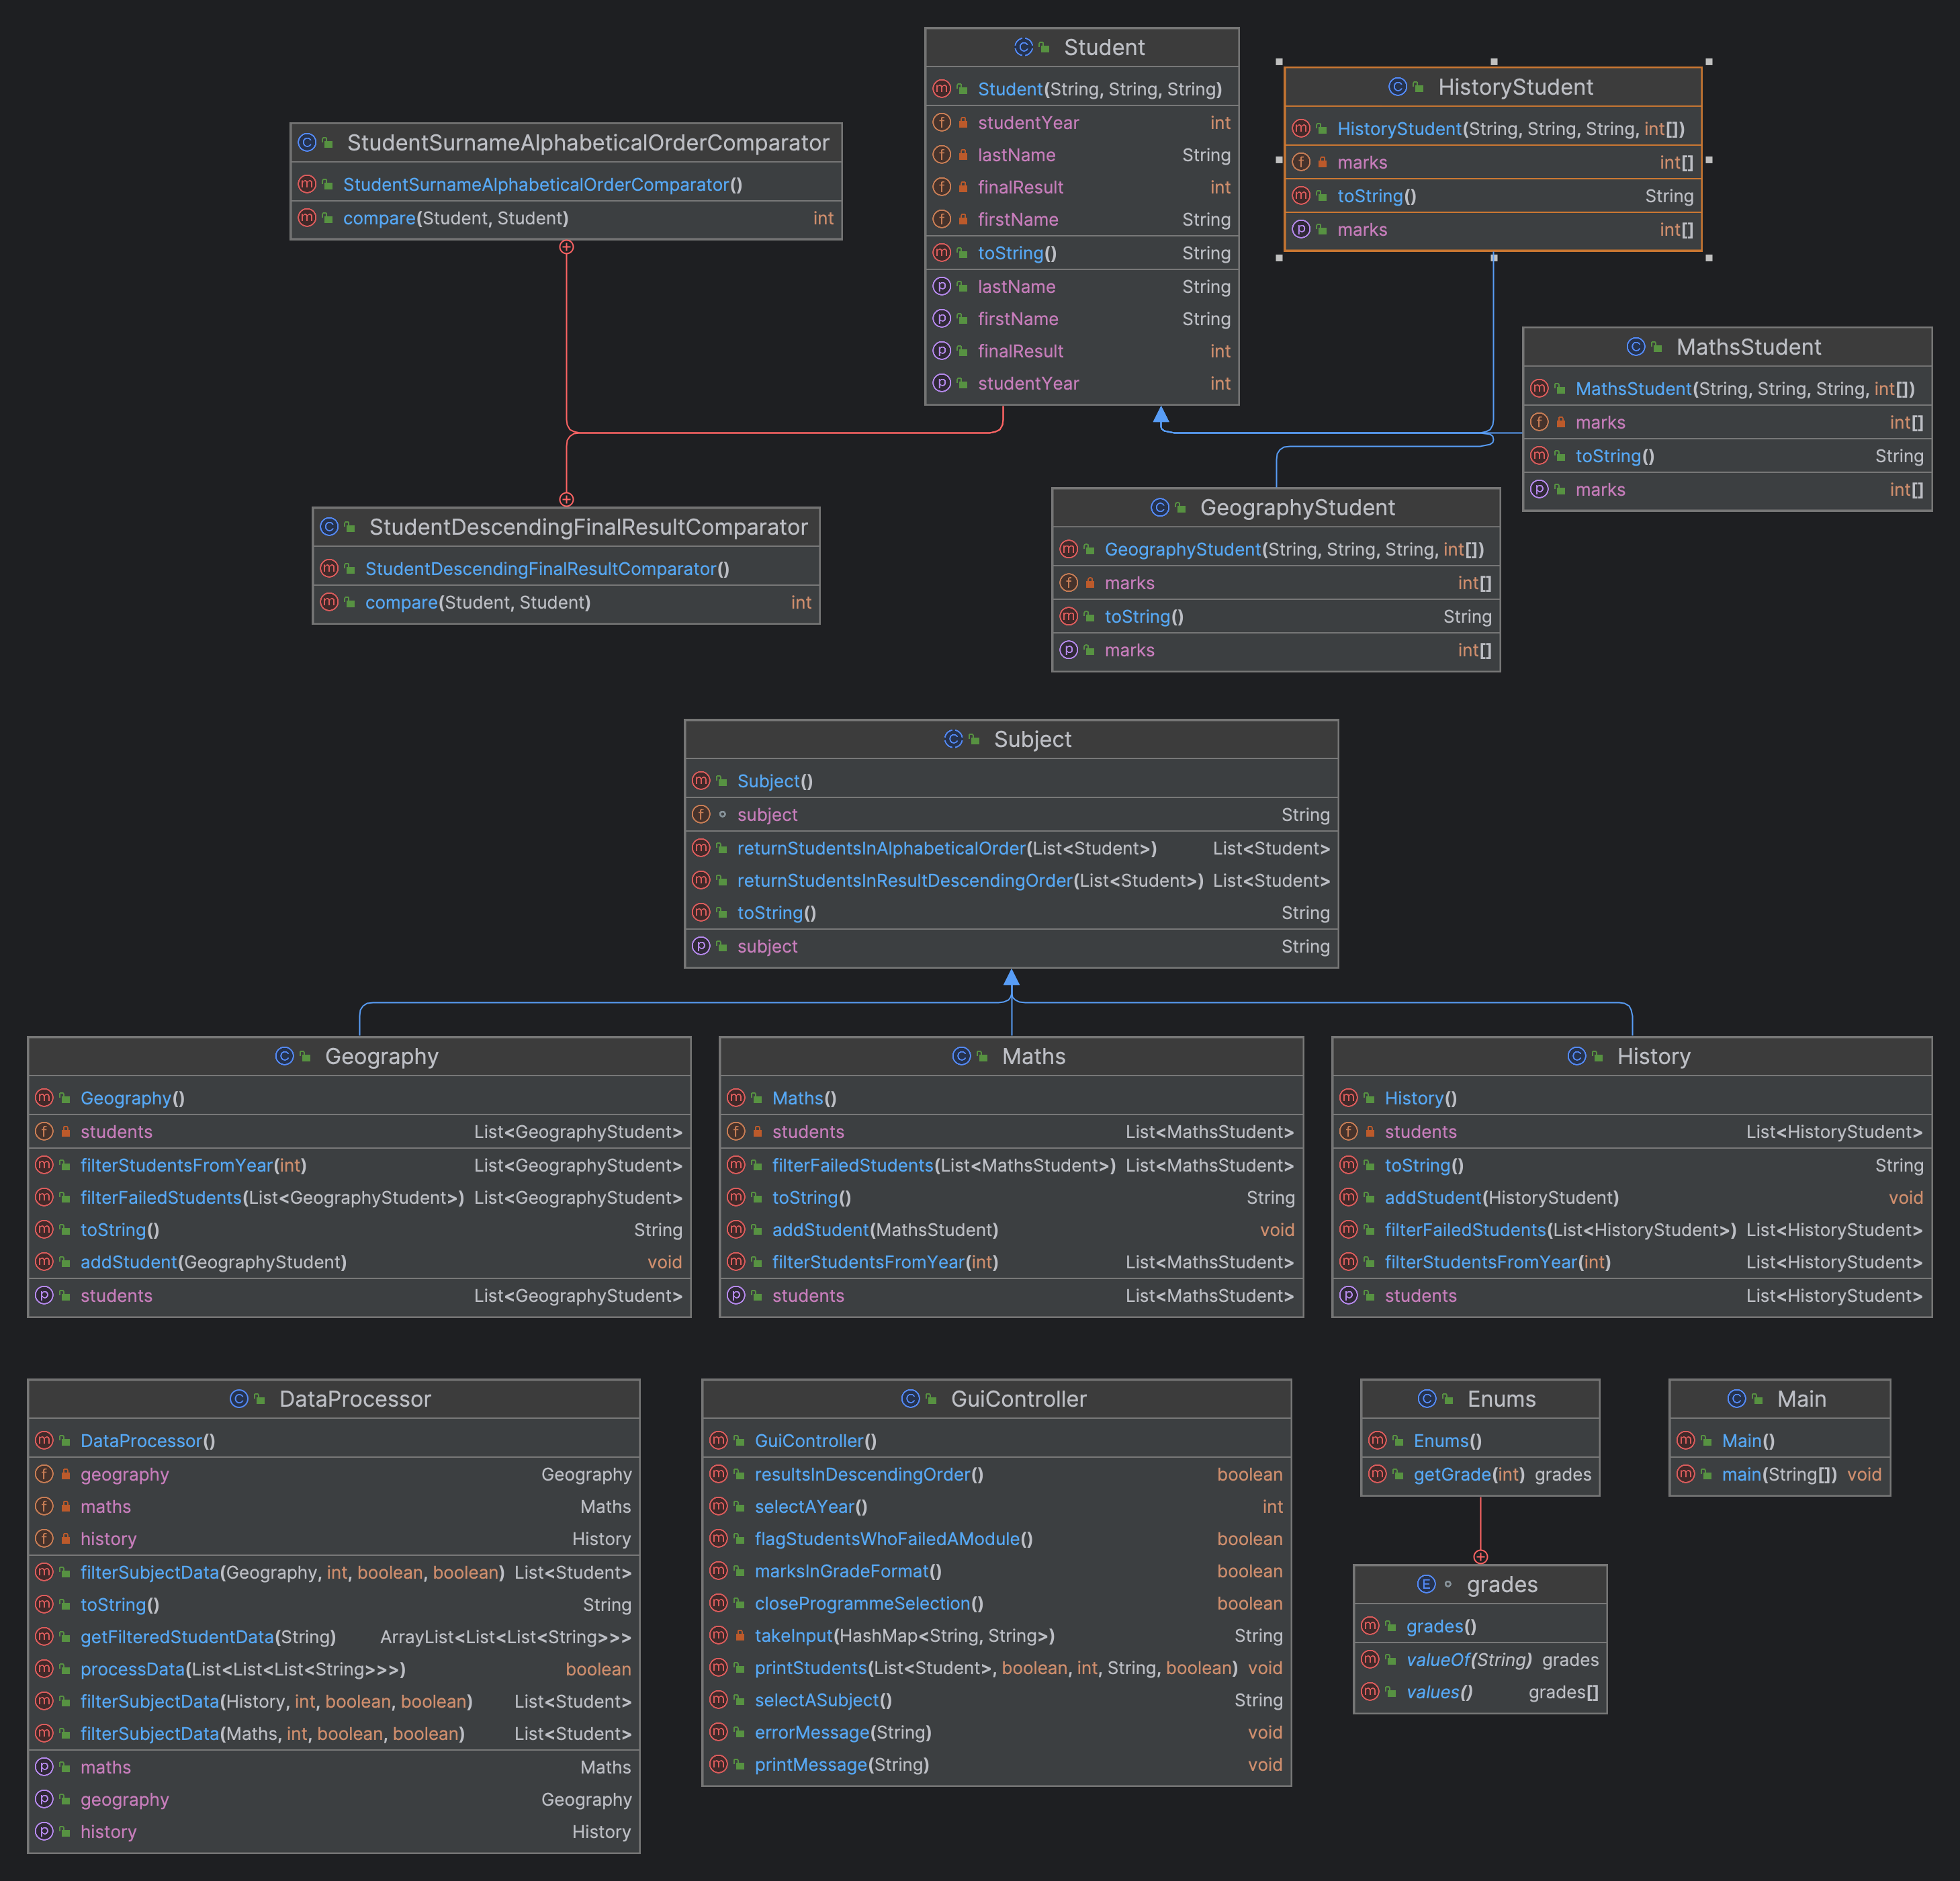 Student
Student(String, String, String)
studentYear int
lastName String
finalResult int
firstName String
toString() String
lastName String
firstName String
finalResult int
studentYear int
HistoryStudent
HistoryStudent(String, String, String, int[])
marks int[]
toString() String
marks int[]
StudentSurnameAlphabeticalOrderComparator
StudentSurnameAlphabeticalOrderComparator()
compare(Student, Student) int
MathsStudent
MathsStudent(String, String, String, int[])
marks int[]
toString() String
marks int[]
StudentDescendingFinalResultComparator
StudentDescendingFinalResultComparator()
compare(Student, Student) int
GeographyStudent
GeographyStudent(String, String, String, int[])
marks int[]
toString() String
marks int[]
Subject
Subject()
subject String
returnStudentsInAlphabeticalOrder(List<Student>) List<Student>
returnStudentsInResultDescendingOrder(List<Student>) List<Student>
toString() String
subject String
Geography
Geography()
students List<GeographyStudent>
filterStudentsFromYear(int) List<GeographyStudent>
filterFailedStudents(List<GeographyStudent>) List<GeographyStudent>
toString() String
addStudent(GeographyStudent) void
students List<GeographyStudent>
Maths
Maths()
students List<MathsStudent>
filterFailedStudents(List<MathsStudent>) List<MathsStudent>
toString() String
addStudent(MathsStudent) void
filterStudentsFromYear(int) List<MathsStudent>
students List<MathsStudent>
History
History()
students List<HistoryStudent>
toString() String
addStudent(HistoryStudent) void
filterFailedStudents(List<HistoryStudent>) List<HistoryStudent>
filterStudentsFromYear(int) List<HistoryStudent>
students List<HistoryStudent>
DataProcessor
DataProcessor()
geography Geography
maths Maths
history History
filterSubjectData(Geography, int, boolean, boolean) List<Student>
toString() String
getFilteredStudentData(String) ArrayList<List<List<String>>>
processData(List<List<List<String>>>) boolean
filterSubjectData(History, int, boolean, boolean) List<Student>
filterSubjectData(Maths, int, boolean, boolean) List<Student>
maths Maths
geography Geography
history History
GuiController
GuiController()
resultsInDescendingOrder() boolean
selectAYear() int
flagStudentsWhoFailedAModule() boolean
marksInGradeFormat() boolean
closeProgrammeSelection() boolean
takeInput(HashMap<String, String>) String
printStudents(List<Student>, boolean, int, String, boolean) void
selectASubject() String
errorMessage(String) void
printMessage(String) void
Enums
Enums()
getGrade(int) grades
Main
Main()
main(String[]) void
grades
grades()
valueOf(String) grades
values() grades[]